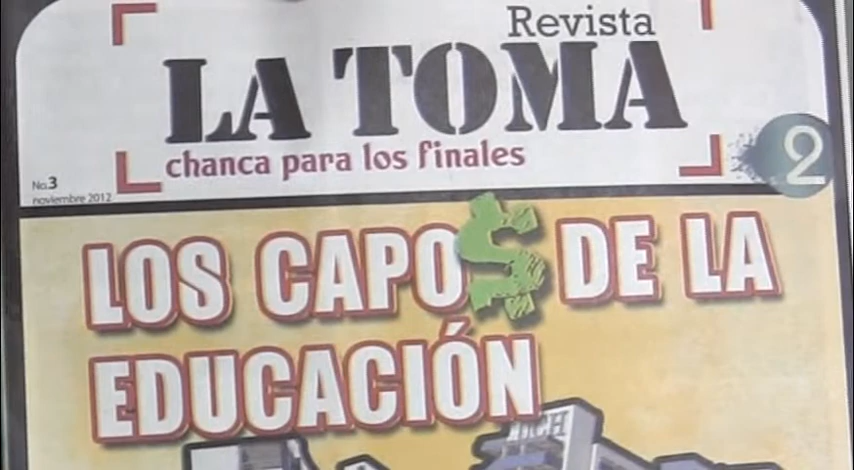 Revista
LA TOMA
chanca para los finales
No.3
noviembre 2012
2
LOS CAPO$ DE LA
EDUCACIÓN